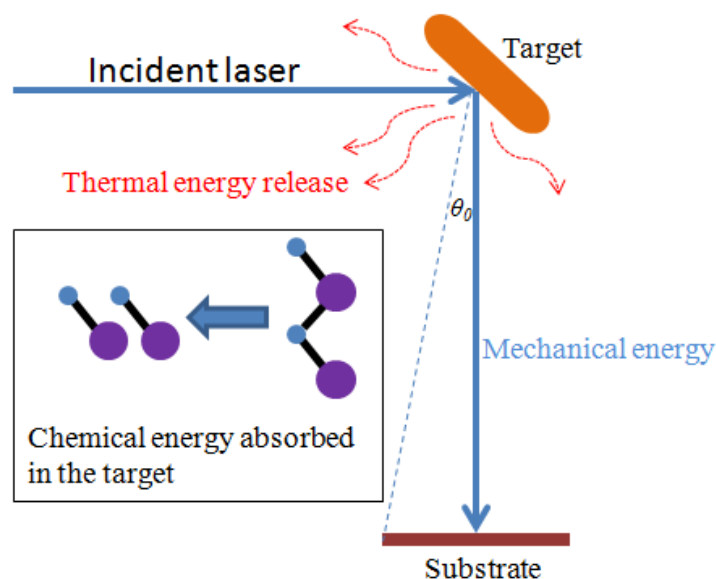 Target
Incident laser
Thermal energy release
θ0
Mechanical energy
Chemical energy absorbed
in the target
Substrate